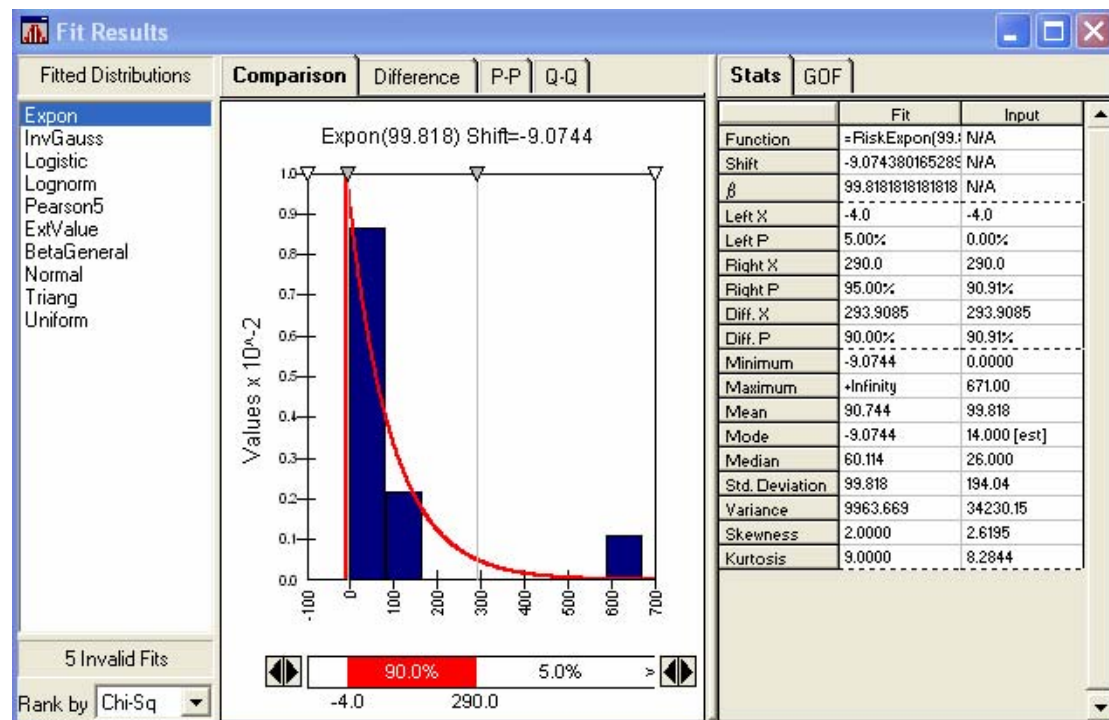 Fit Results
Fitted Distributions
Expon
InvGauss
Logistic
Lognorm
Pearson5
ExtValue
BetaGeneral
Normal
Triang
Uniform
5 Invalid Fits
Rank by Chi-Sq
Comparison Difference P-P Q-Q
Expon(99.818) Shift=-9.0744
Values x 10^-2
1.0
0.9
0.8
0.7
0.6
0.5
0.4
0.3
0.2
0.1
0.0
-100 0 100 200 300 400 500 600 700
90.0% 5.0% >
-4.0 290.0
Stats GOF
Fit Input
Function =RiskExpon(99.8 N/A
Shift -9.074380165289 N/A
β 99.8181818181818 N/A
Left X -4.0 -4.0
Left P 5.00% 0.00%
Right X 290.0 290.0
Right P 95.00% 90.91%
Diff. X 293.9085 293.9085
Diff. P 90.00% 90.91%
Minimum -9.0744 0.0000
Maximum +Infinity 671.00
Mean 90.744 99.818
Mode -9.0744 14.000 [est]
Median 60.114 26.000
Std. Deviation 99.818 194.04
Variance 9963.669 34230.15
Skewness 2.0000 2.6195
Kurtosis 9.0000 8.2844